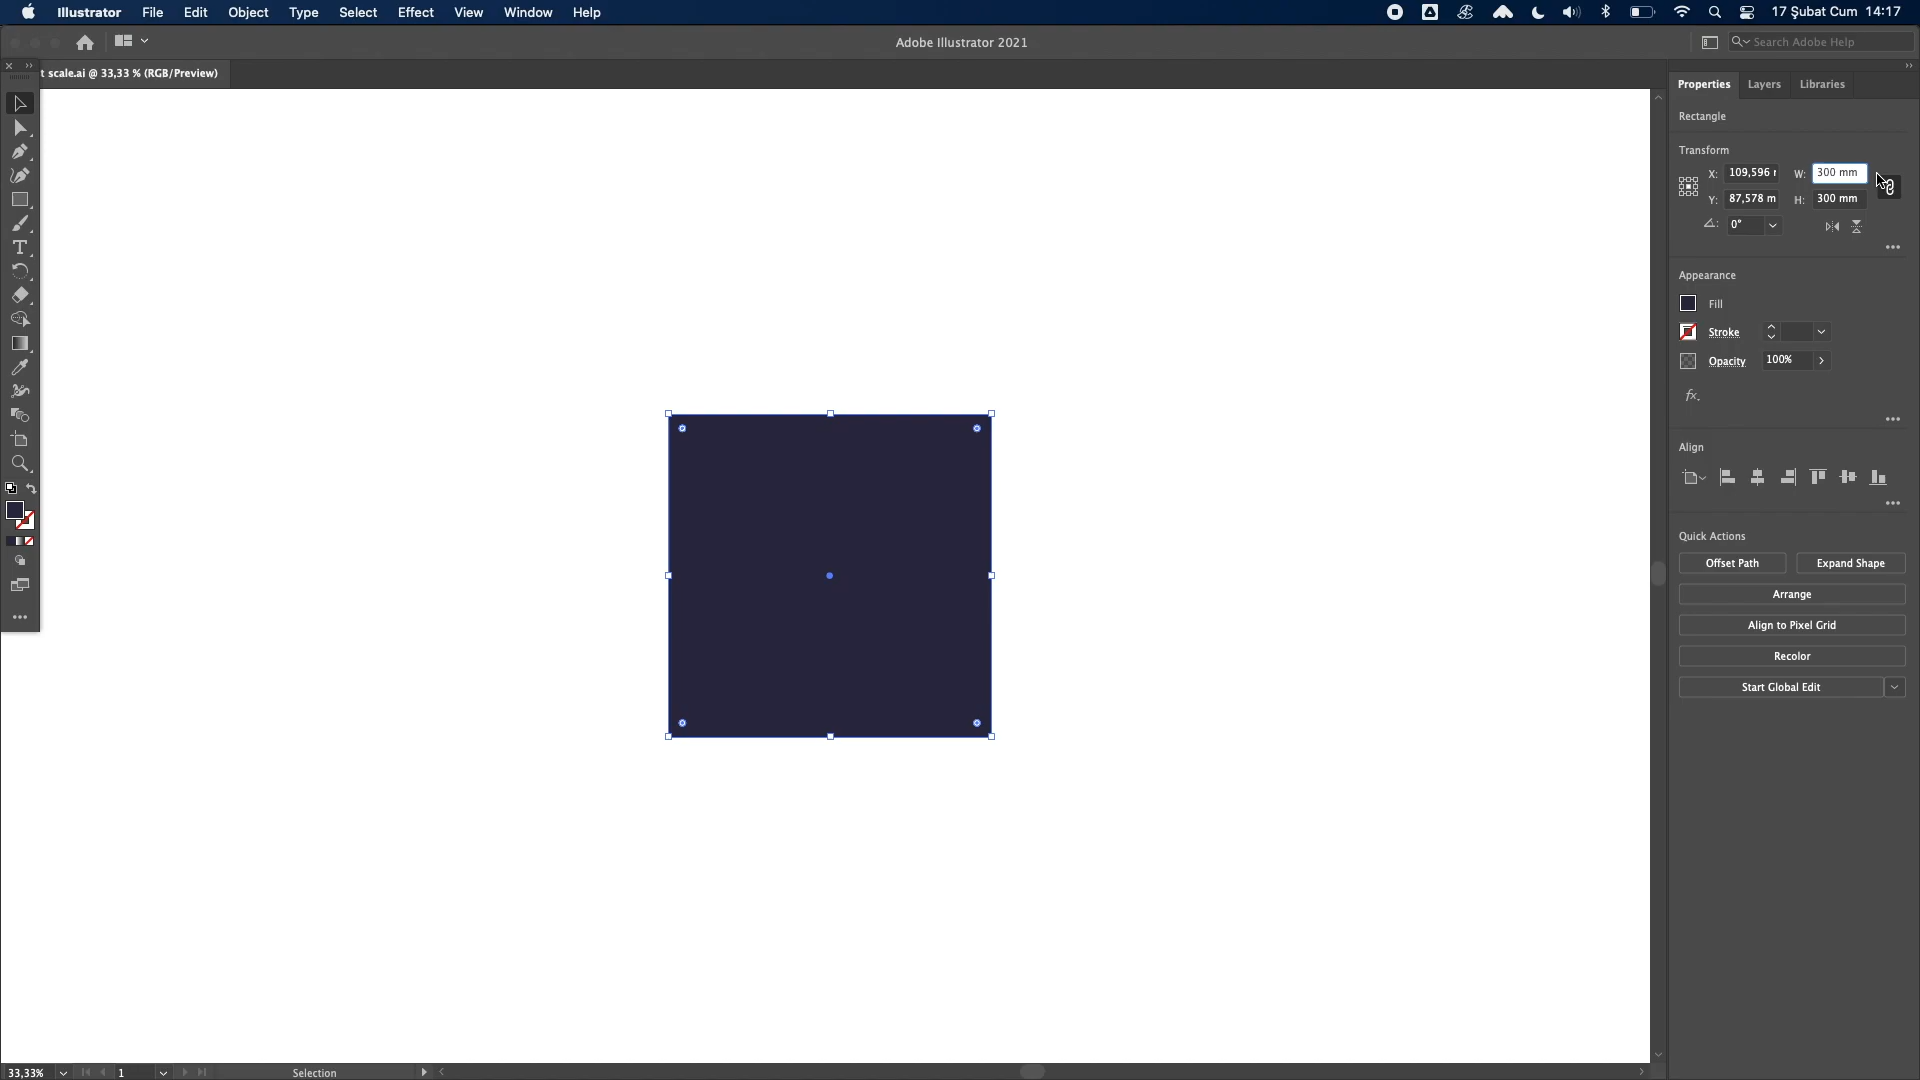 Illustrator File Edit Object Type Select Effect View Window Help 17 Şubat Cum 14:17
Adobe Illustrator 2021 Search Adobe Help
t scale.ai @ 33,33 % (RGB/Preview)
Properties Layers Libraries
Rectangle
Transform
X: 109,596 W: 300 mm
Y: 87,578 m H: 300 mm
0°
Appearance
Fill
Stroke
Opacity 100%
fx.
Align
Quick Actions
Offset Path Expand Shape
Arrange
Align to Pixel Grid
Recolor
Start Global Edit
33,33% 1 Selection